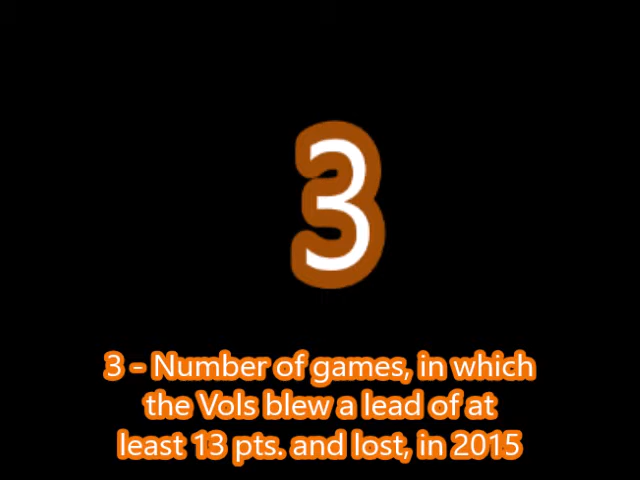 3
3 - Number of games, in which
the Vols blew a lead of at
least 13 pts. and lost, in 2015